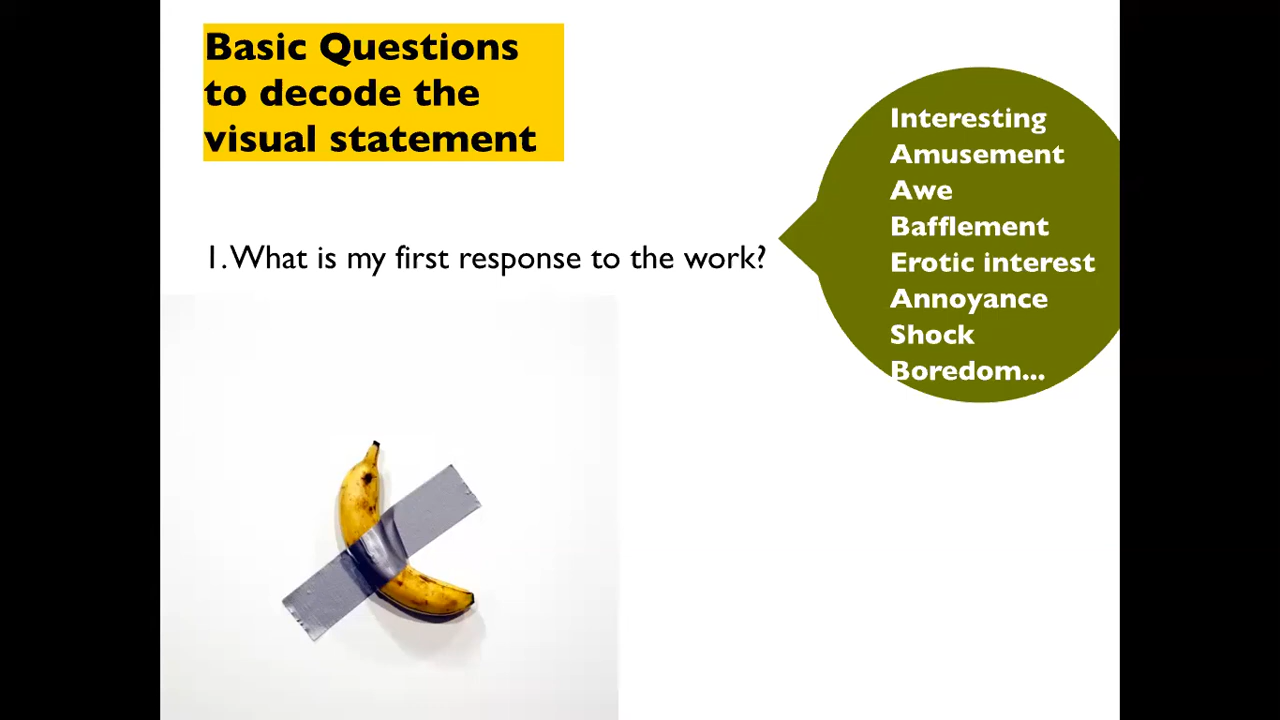 Basic Questions
to decode the
visual statement
1. What is my first response to the work?
Interesting
Amusement
Awe
Bafflement
Erotic interest
Annoyance
Shock
Boredom...